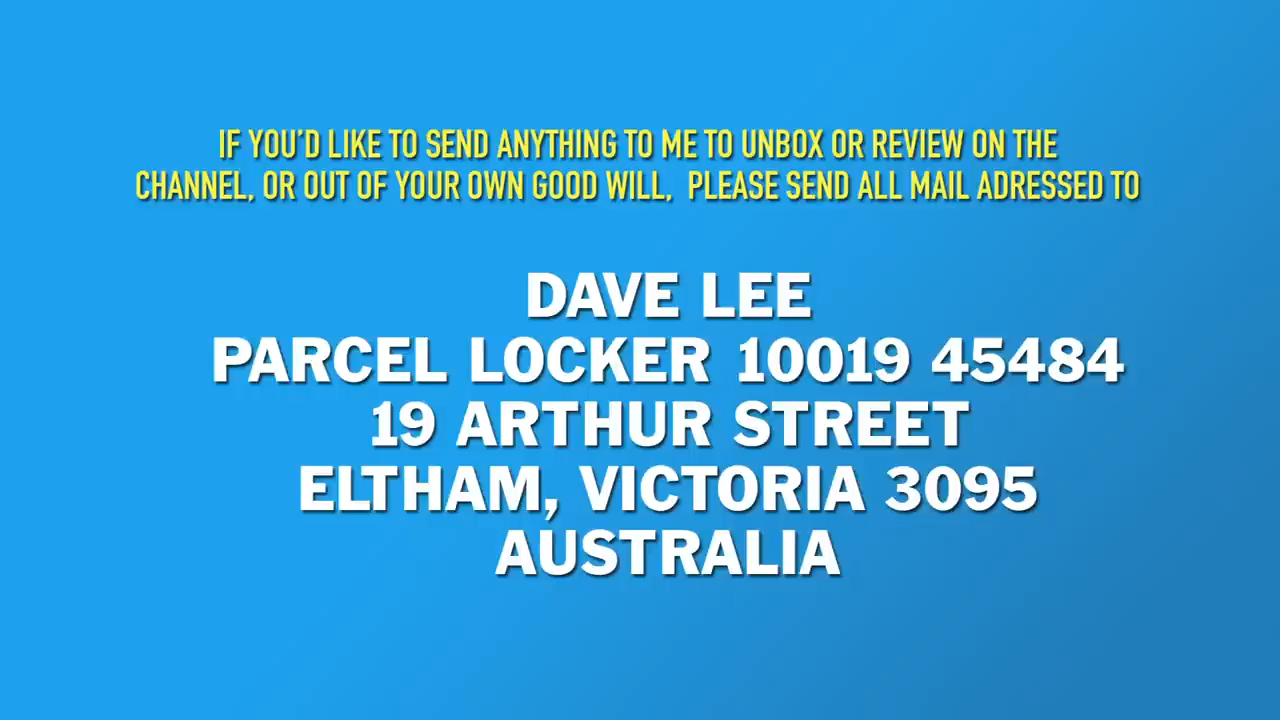 IF YOU'D LIKE TO SEND ANYTHING TO ME TO UNBOX OR REVIEW ON THE
CHANNEL, OR OUT OF YOUR OWN GOOD WILL, PLEASE SEND ALL MAIL ADRESSED TO
DAVE LEE
PARCEL LOCKER 10019 45484
19 ARTHUR STREET
ELTHAM, VICTORIA 3095
AUSTRALIA